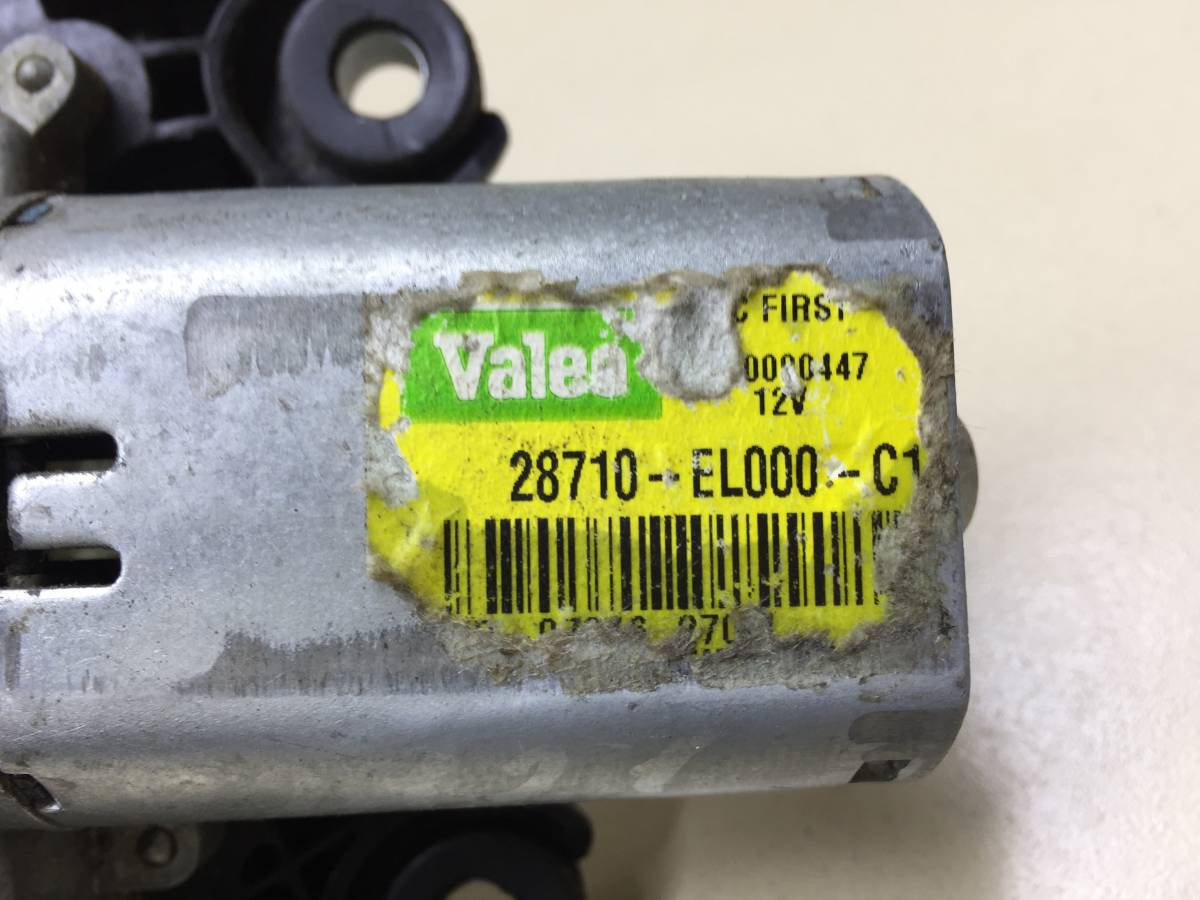 Valeo
C FIRST
0000447
12V
28710-EL000-C1